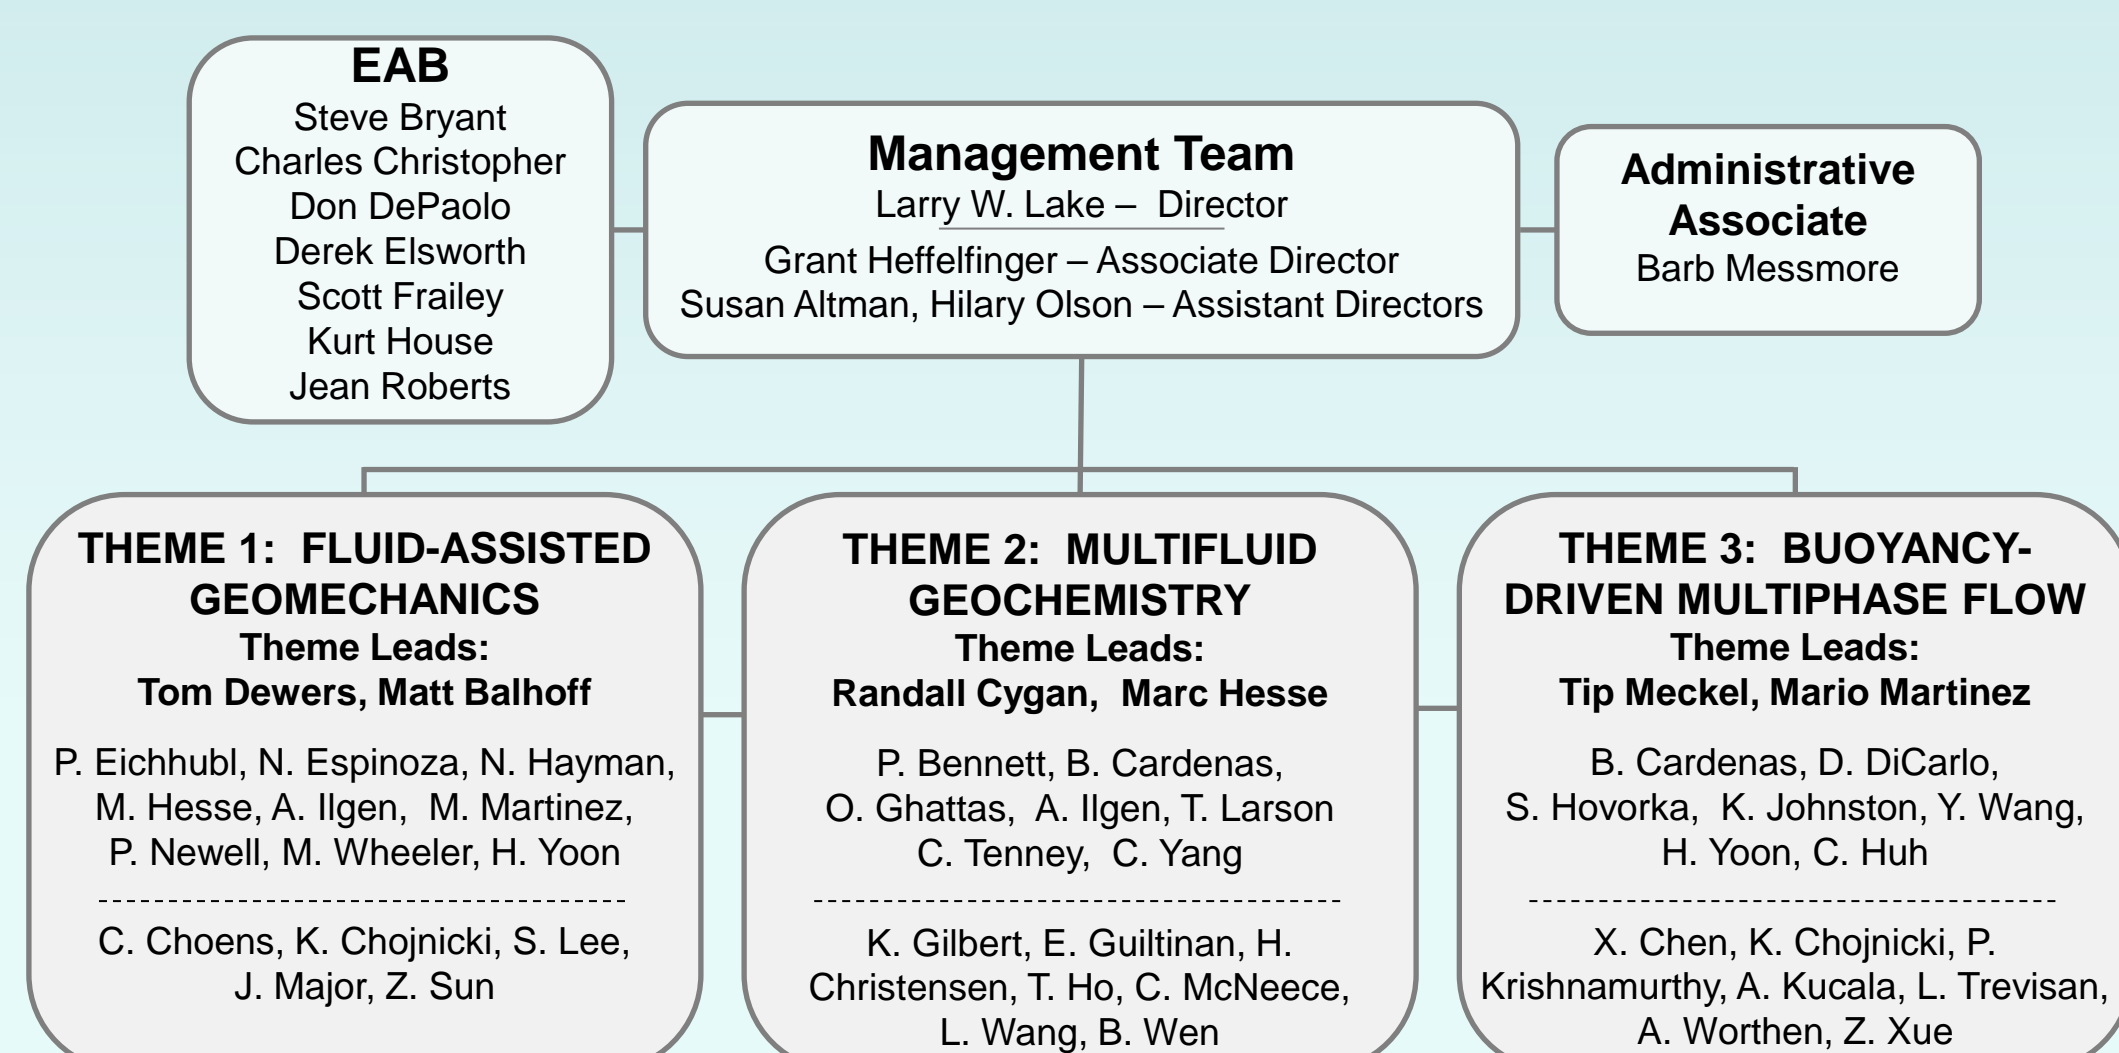 EAB
Steve Bryant
Charles Christopher
Don DePaolo
Derek Elsworth
Scott Frailey
Kurt House
Jean Roberts
Management Team
Larry W. Lake – Director
Grant Heffelfinger – Associate Director
Susan Altman, Hilary Olson – Assistant Directors
Administrative
Associate
Barb Messmore
THEME 1: FLUID-ASSISTED
GEOMECHANICS
Theme Leads:
Tom Dewers, Matt Balhoff
P. Eichhubl, N. Espinoza, N. Hayman,
M. Hesse, A. Ilgen, M. Martinez,
P. Newell, M. Wheeler, H. Yoon
C. Choens, K. Chojnicki, S. Lee,
J. Major, Z. Sun
THEME 2: MULTIFLUID
GEOCHEMISTRY
Theme Leads:
Randall Cygan, Marc Hesse
P. Bennett, B. Cardenas,
O. Ghattas, A. Ilgen, T. Larson
C. Tenney, C. Yang
K. Gilbert, E. Guiltinan, H.
Christensen, T. Ho, C. McNeece,
L. Wang, B. Wen
THEME 3: BUOYANCY-
DRIVEN MULTIPHASE FLOW
Theme Leads:
Tip Meckel, Mario Martinez
B. Cardenas, D. DiCarlo,
S. Hovorka, K. Johnston, Y. Wang,
H. Yoon, C. Huh
X. Chen, K. Chojnicki, P.
Krishnamurthy, A. Kucala, L. Trevisan,
A. Worthen, Z. Xue